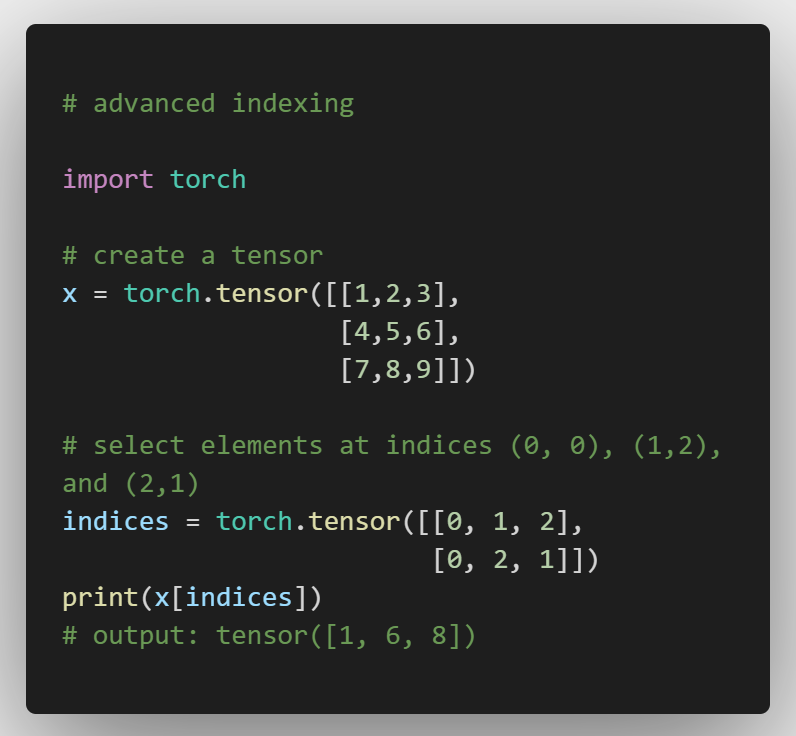 # advanced indexing
import torch
# create a tensor
x = torch.tensor([[1,2,3],
                  [4,5,6],
                  [7,8,9]])
# select elements at indices (0, 0), (1,2),
and (2,1)
indices = torch.tensor([[0, 1, 2],
                        [0, 2, 1]])
print(x[indices])
# output: tensor([1, 6, 8])